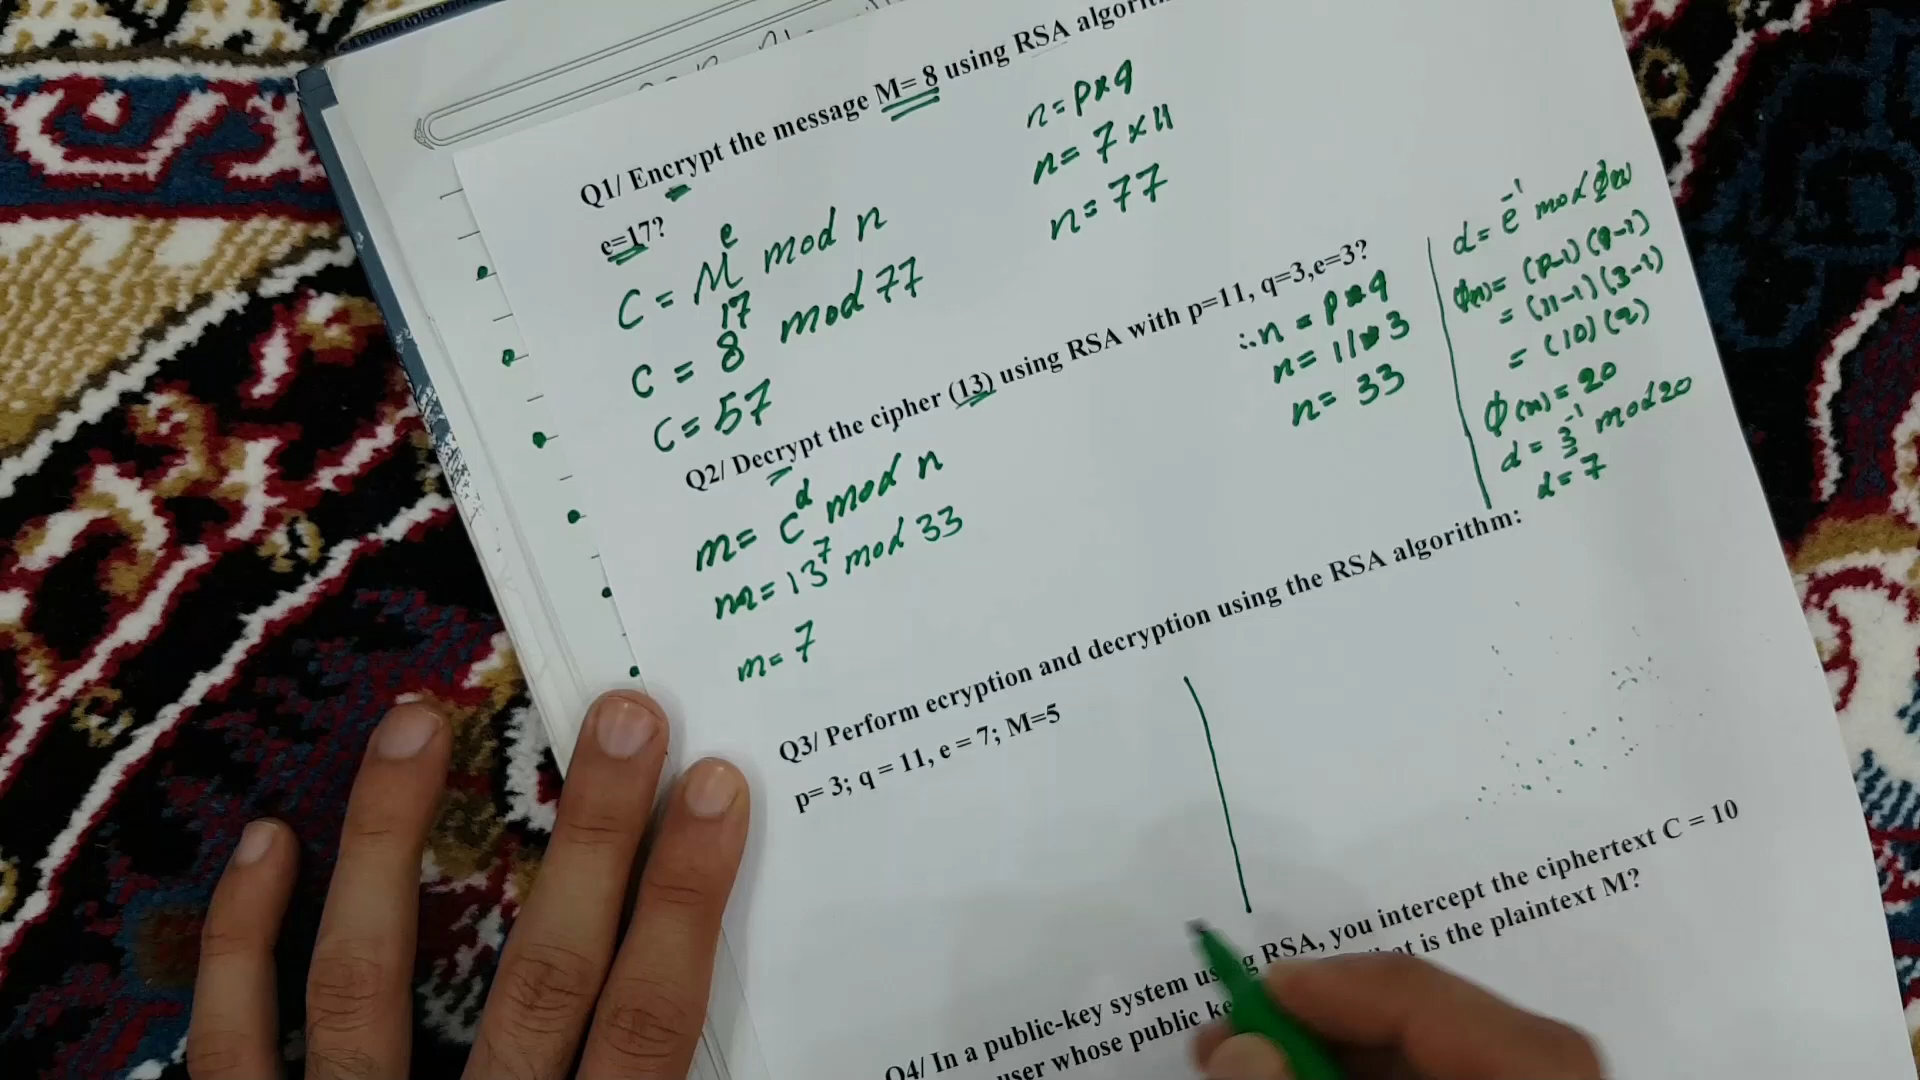 Q1/ Encrypt the message M= 8 using RSA
e=17?
C = M^e mod n
C = 8^17 mod 77
C = 57
n = p×q
n = 7×11
n = 77
Q2/ Decrypt the cipher (13) using RSA with p=11, q=3,e=3?
m = C^d mod n
m = 13^7 mod 33
m = 7
∴n = p*q
n = 11*3
n = 33
d = e^-1 mod ϕ(n)
ϕ(n) = (p-1)(q-1)
= (11-1)(3-1)
= (10)(2)
ϕ(n) = 20
d = 3^-1 mod 20
d = 7
Q3/ Perform ecryption and decryption using the RSA algorithm:
p= 3; q = 11, e = 7; M=5
Q4/ In a public-key system RSA, you intercept the ciphertext C = 10
user whose public is the plaintext M?